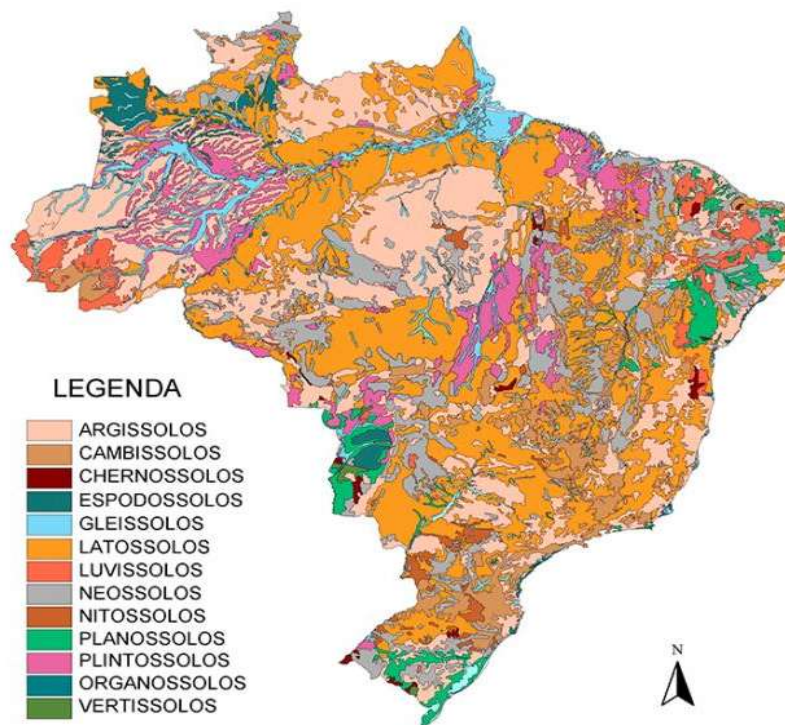 N
LEGENDA
ARGISSOLOS
CAMBISSOLOS
CHERNOSSOLOS
ESPODOSSOLOS
GLEISSOLOS
LATOSSOLOS
LUVISSOLOS
NEOSSOLOS
NITOSSOLOS
PLANOSSOLOS
PLINTOSSOLOS
ORGANOSSOLOS
VERTISSOLOS